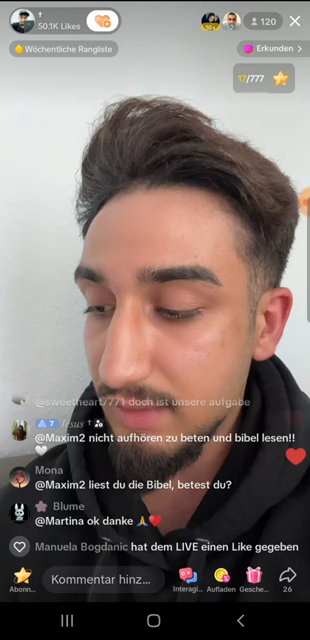 50.1K Likes
120
Wöchentliche Rangliste
Erkunden >
17/777
@sweetheart7771 doch ist unsere aufgabe
7 Jesus
@Maxim2 nicht aufhören zu beten und bibel lesen!!
Mona
@Maxim2 liest du die Bibel, betest du?
Blume
@Martina ok danke 🙏❤️
Manuela Bogdanic hat dem LIVE einen Like gegeben
Kommentar hinz...
Abonn... Interagi... Aufladen Gesche... 26